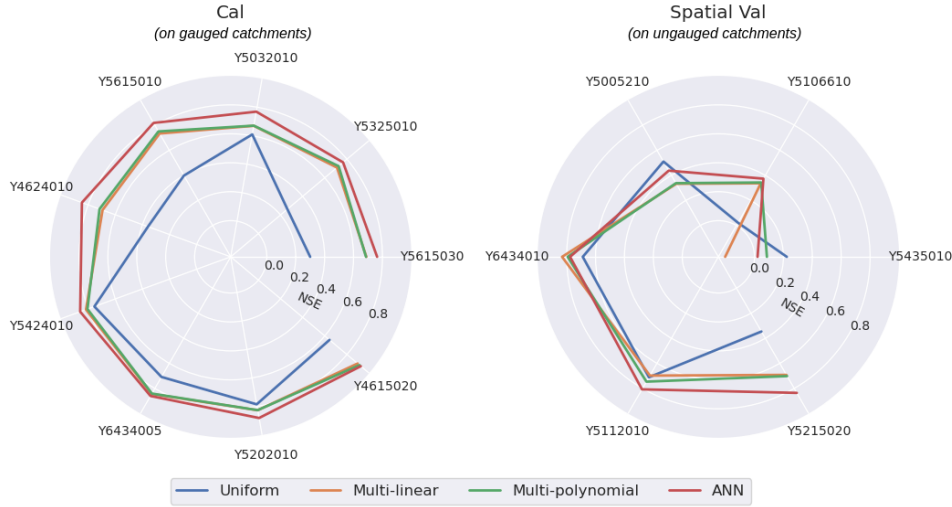 Cal
(on gauged catchments)
Y5032010
Y5615010
Y5325010
Y4624010
Y5615030
0.0
0.2
0.4
0.6
0.8
NSE
Y5424010
Y4615020
Y6434005
Y5202010
Spatial Val
(on ungauged catchments)
Y5005210
Y5106610
Y6434010
Y5435010
0.0
0.2
0.4
0.6
0.8
NSE
Y5112010
Y5215020
Uniform
Multi-linear
Multi-polynomial
ANN